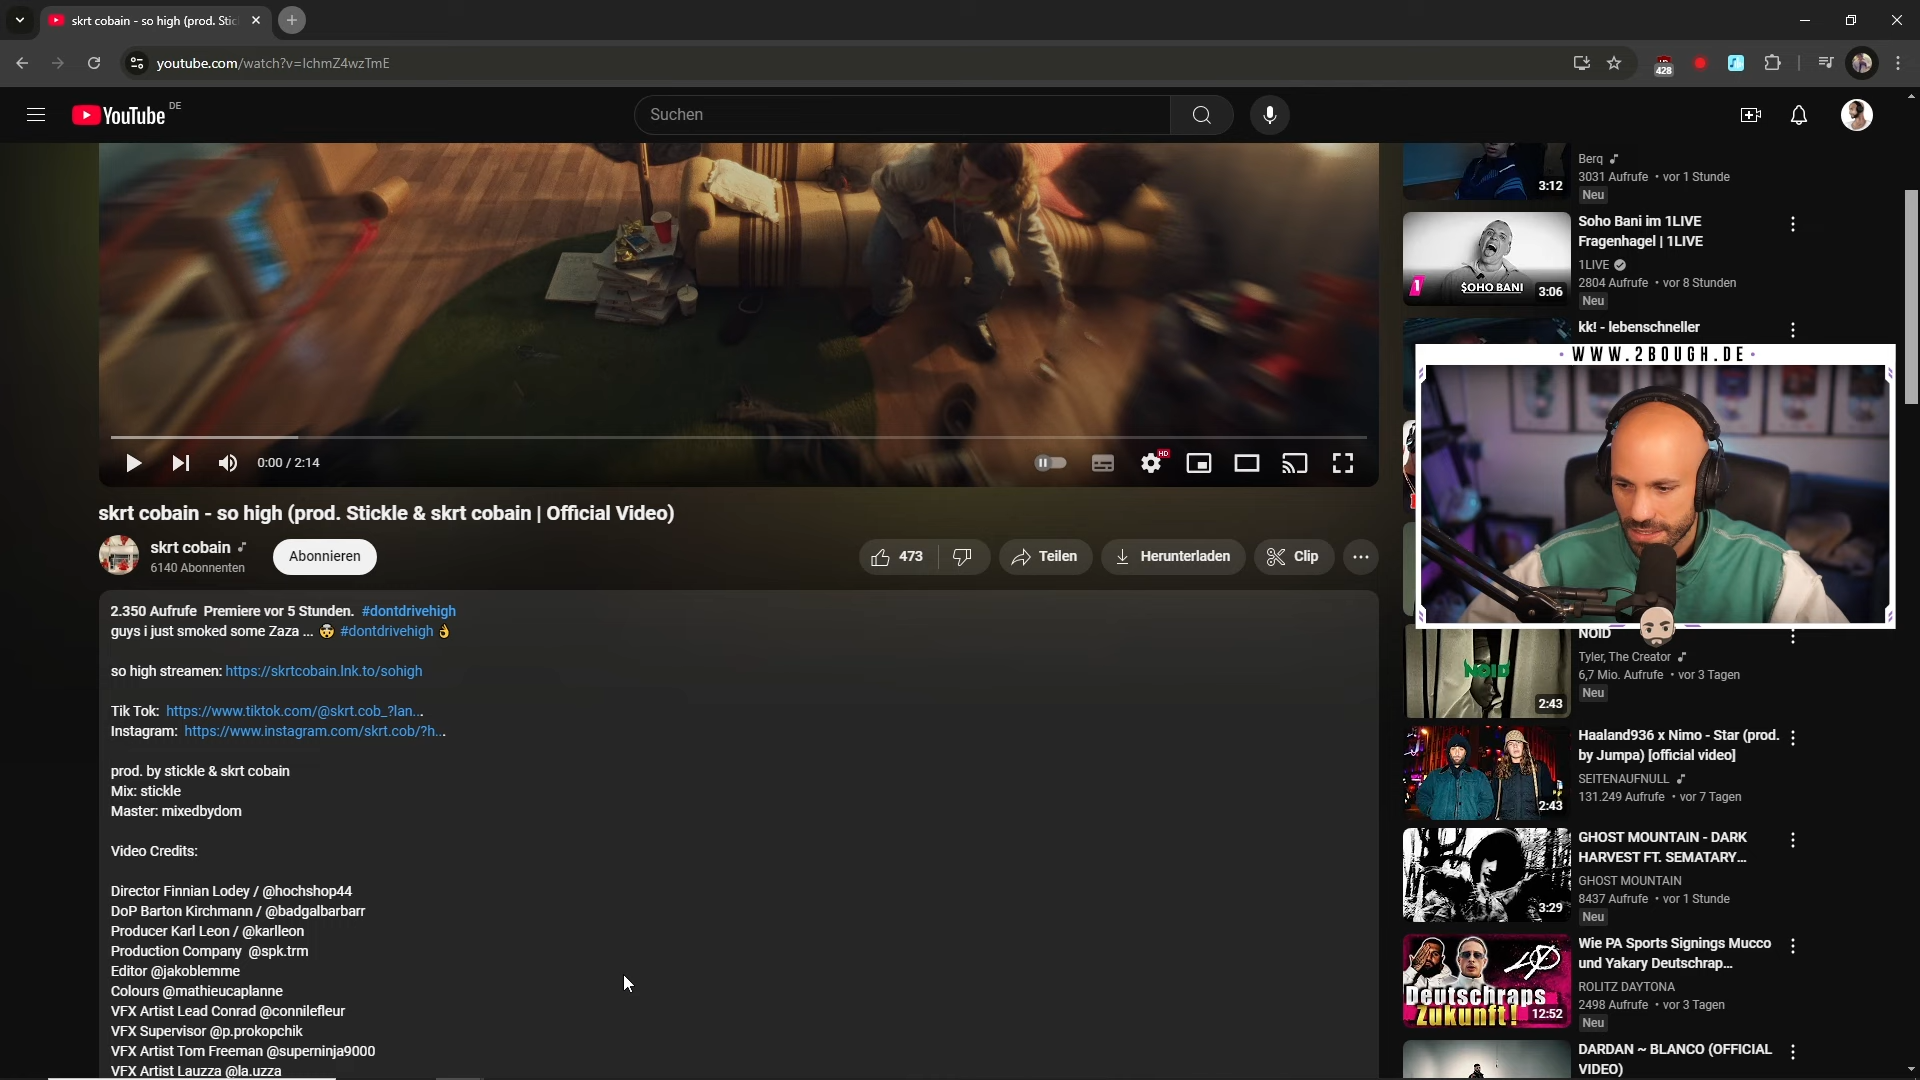 skrt cobain - so high (prod. Stic
youtube.com/watch?v=IchmZ4wzTmE
428
YouTube DE
Suchen
0:00 / 2:14
HD
skrt cobain - so high (prod. Stickle & skrt cobain | Official Video)
skrt cobain
6140 Abonnenten
Abonnieren
473
Teilen
Herunterladen
Clip
2.350 Aufrufe Premiere vor 5 Stunden. #dontdrivehigh
guys i just smoked some Zaza ... 🤯 #dontdrivehigh 👌
so high streamen: https://skrtcobain.lnk.to/sohigh
Tik Tok: https://www.tiktok.com/@skrt.cob_?lan...
Instagram: https://www.instagram.com/skrt.cob/?h...
prod. by stickle & skrt cobain
Mix: stickle
Master: mixedbydom
Video Credits:
Director Finnian Lodey / @hochshop44
DoP Barton Kirchmann / @badgalbarbarr
Producer Karl Leon / @karlleon
Production Company @spk.trm
Editor @jakoblemme
Colours @mathieucaplanne
VFX Artist Lead Conrad @connilefleur
VFX Supervisor @p.prokopchik
VFX Artist Tom Freeman @superninja9000
VFX Artist Lauzza @la.uzza
3:12
Berq
3031 Aufrufe • vor 1 Stunde
Neu
$OHO BANI
3:06
Soho Bani im 1LIVE
Fragenhagel | 1LIVE
1LIVE
2804 Aufrufe • vor 8 Stunden
Neu
kk! - lebenschneller
• WWW.2BOUGH.DE •
NOID
2:43
NOID
Tyler, The Creator
6,7 Mio. Aufrufe • vor 3 Tagen
Neu
2:43
Haaland936 x Nimo - Star (prod.
by Jumpa) [official video]
SEITENAUFNULL
131.249 Aufrufe • vor 7 Tagen
3:29
GHOST MOUNTAIN - DARK
HARVEST FT. SEMATARY...
GHOST MOUNTAIN
8437 Aufrufe • vor 1 Stunde
Neu
Deutschraps
Zukunft!
12:52
Wie PA Sports Signings Mucco
und Yakary Deutschrap...
ROLITZ DAYTONA
2498 Aufrufe • vor 3 Tagen
Neu
DARDAN ~ BLANCO (OFFICIAL
VIDEO)